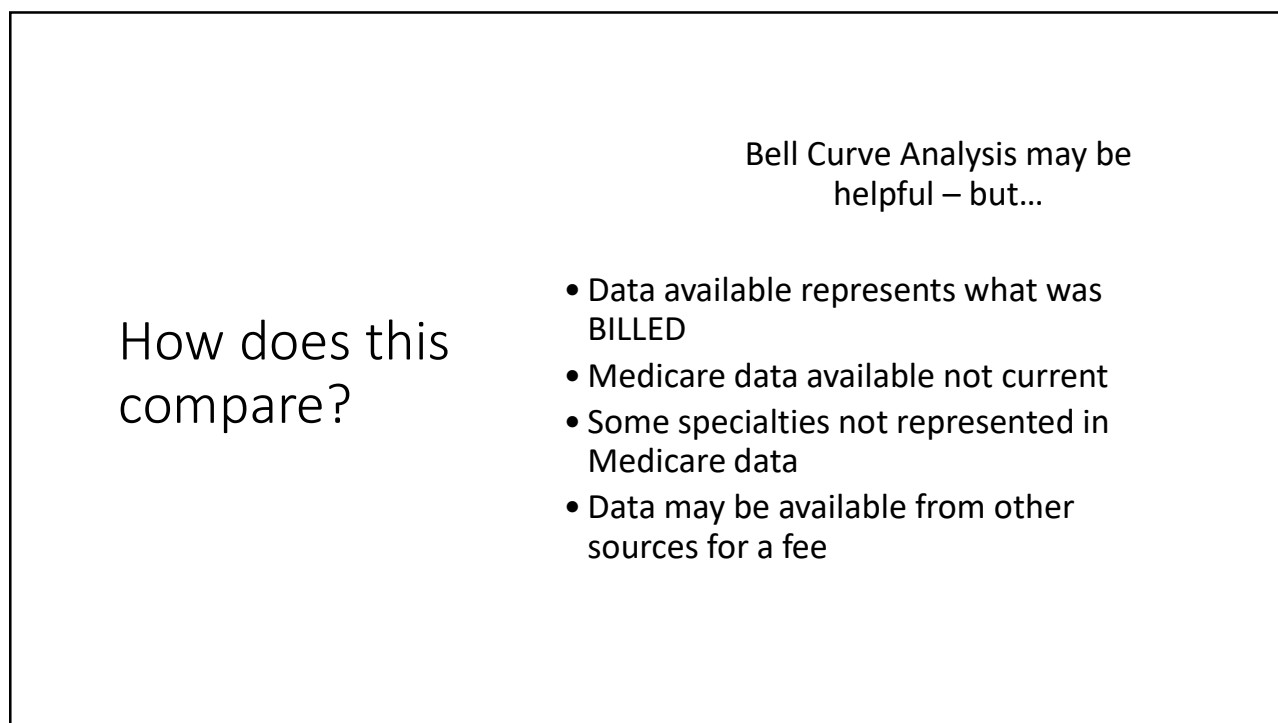 How does this
compare?
Bell Curve Analysis may be
helpful – but…
• Data available represents what was
BILLED
• Medicare data available not current
• Some specialties not represented in
Medicare data
• Data may be available from other
sources for a fee